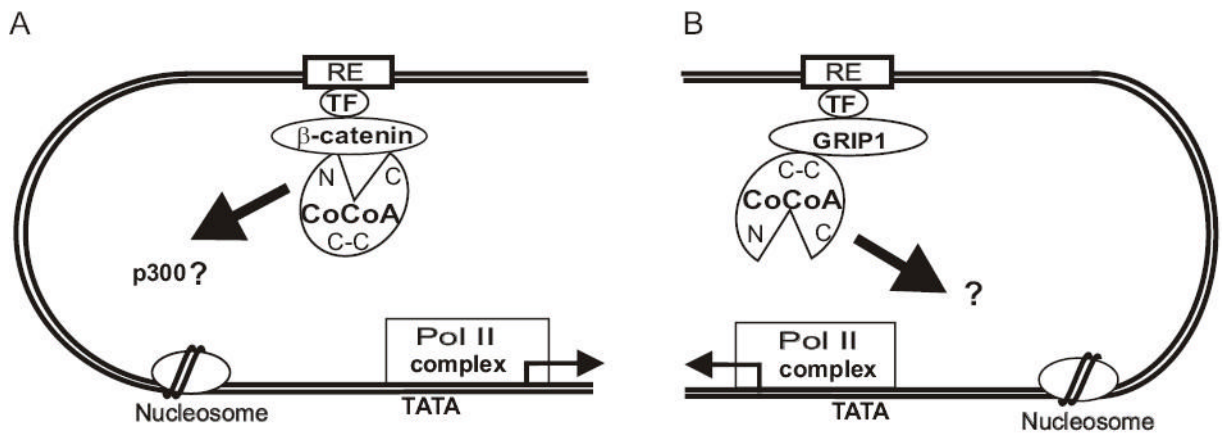 A
RE
TF
β-catenin
N C
CoCoA
C-C
p300?
Pol II
complex
TATA
Nucleosome
B
RE
TF
GRIP1
C-C
CoCoA
N C
?
Pol II
complex
TATA
Nucleosome